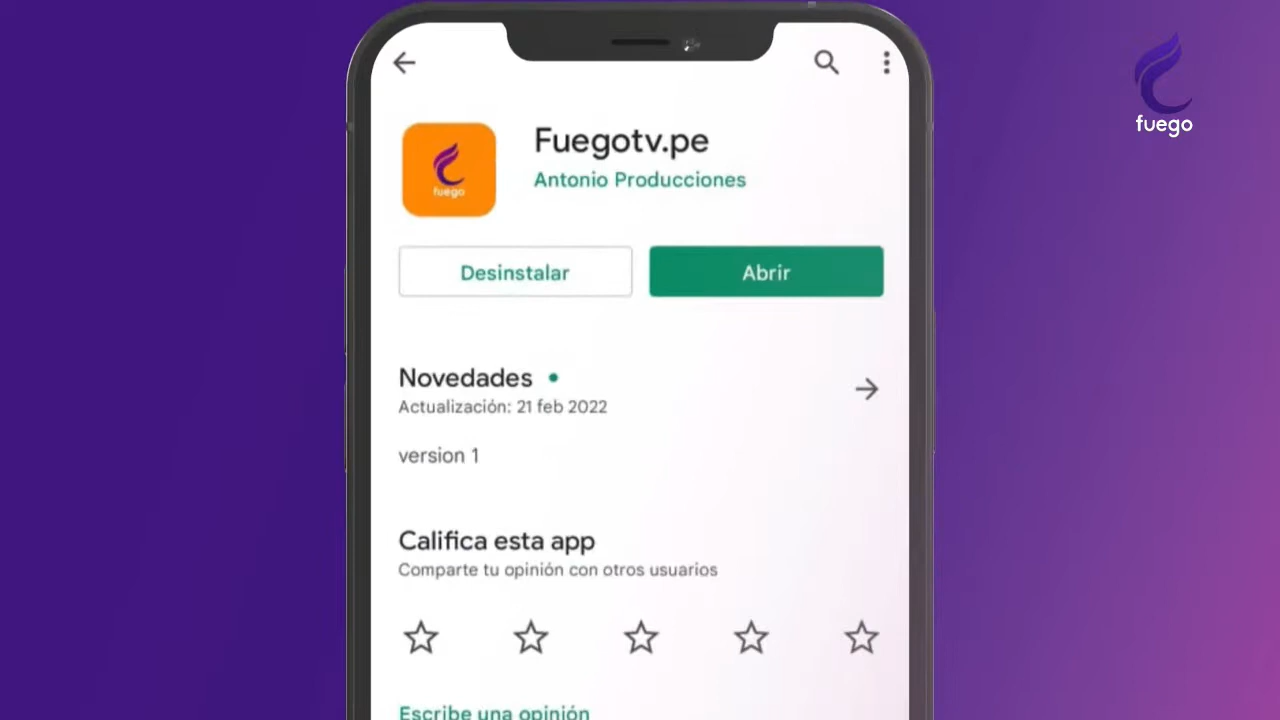 fuego
Fuegotv.pe
Antonio Producciones
fuego
Desinstalar
Abrir
Novedades
Actualización: 21 feb 2022
version 1
Califica esta app
Comparte tu opinión con otros usuarios
Escribe una opinión